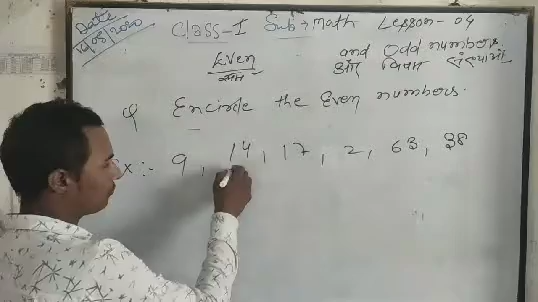 Date
14/08/2020
Class-I Sub→math Lesson-04
Even and Odd numbers
सम और विषम संख्याओं
Q Encircle the Even numbers.
Ex:- 9, 14, 17, 2, 63, 38